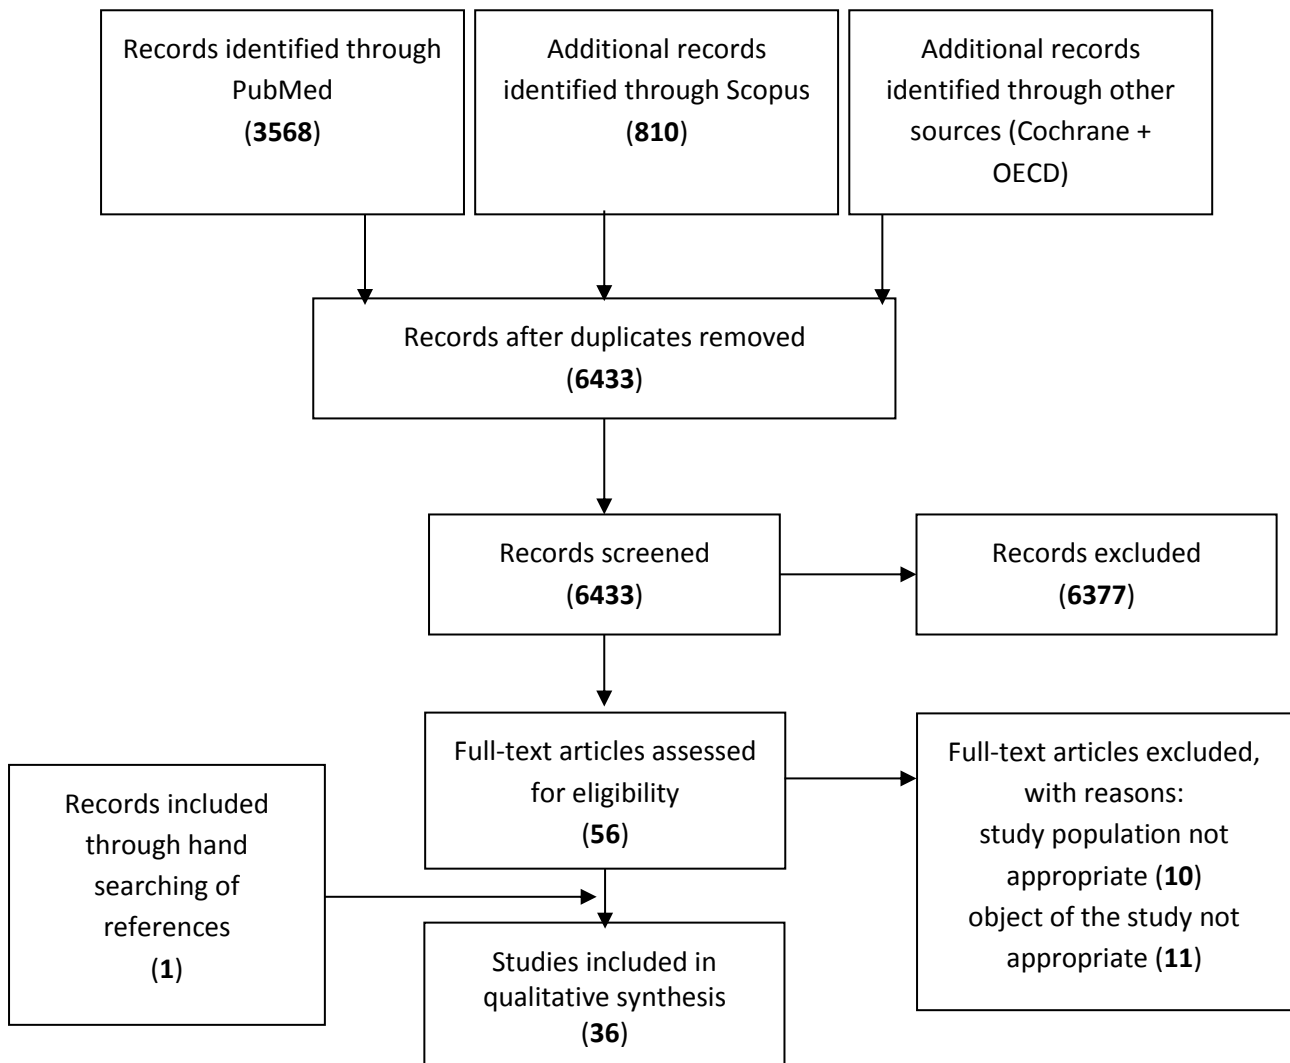 Records identified through
PubMed
(3568)
Additional records
identified through Scopus
(810)
Additional records
identified through other
sources (Cochrane +
OECD)
Records after duplicates removed
(6433)
Records screened
(6433)
Records excluded
(6377)
Full-text articles assessed
for eligibility
(56)
Full-text articles excluded,
with reasons:
study population not
appropriate (10)
object of the study not
appropriate (11)
Records included
through hand
searching of
references
(1)
Studies included in
qualitative synthesis
(36)